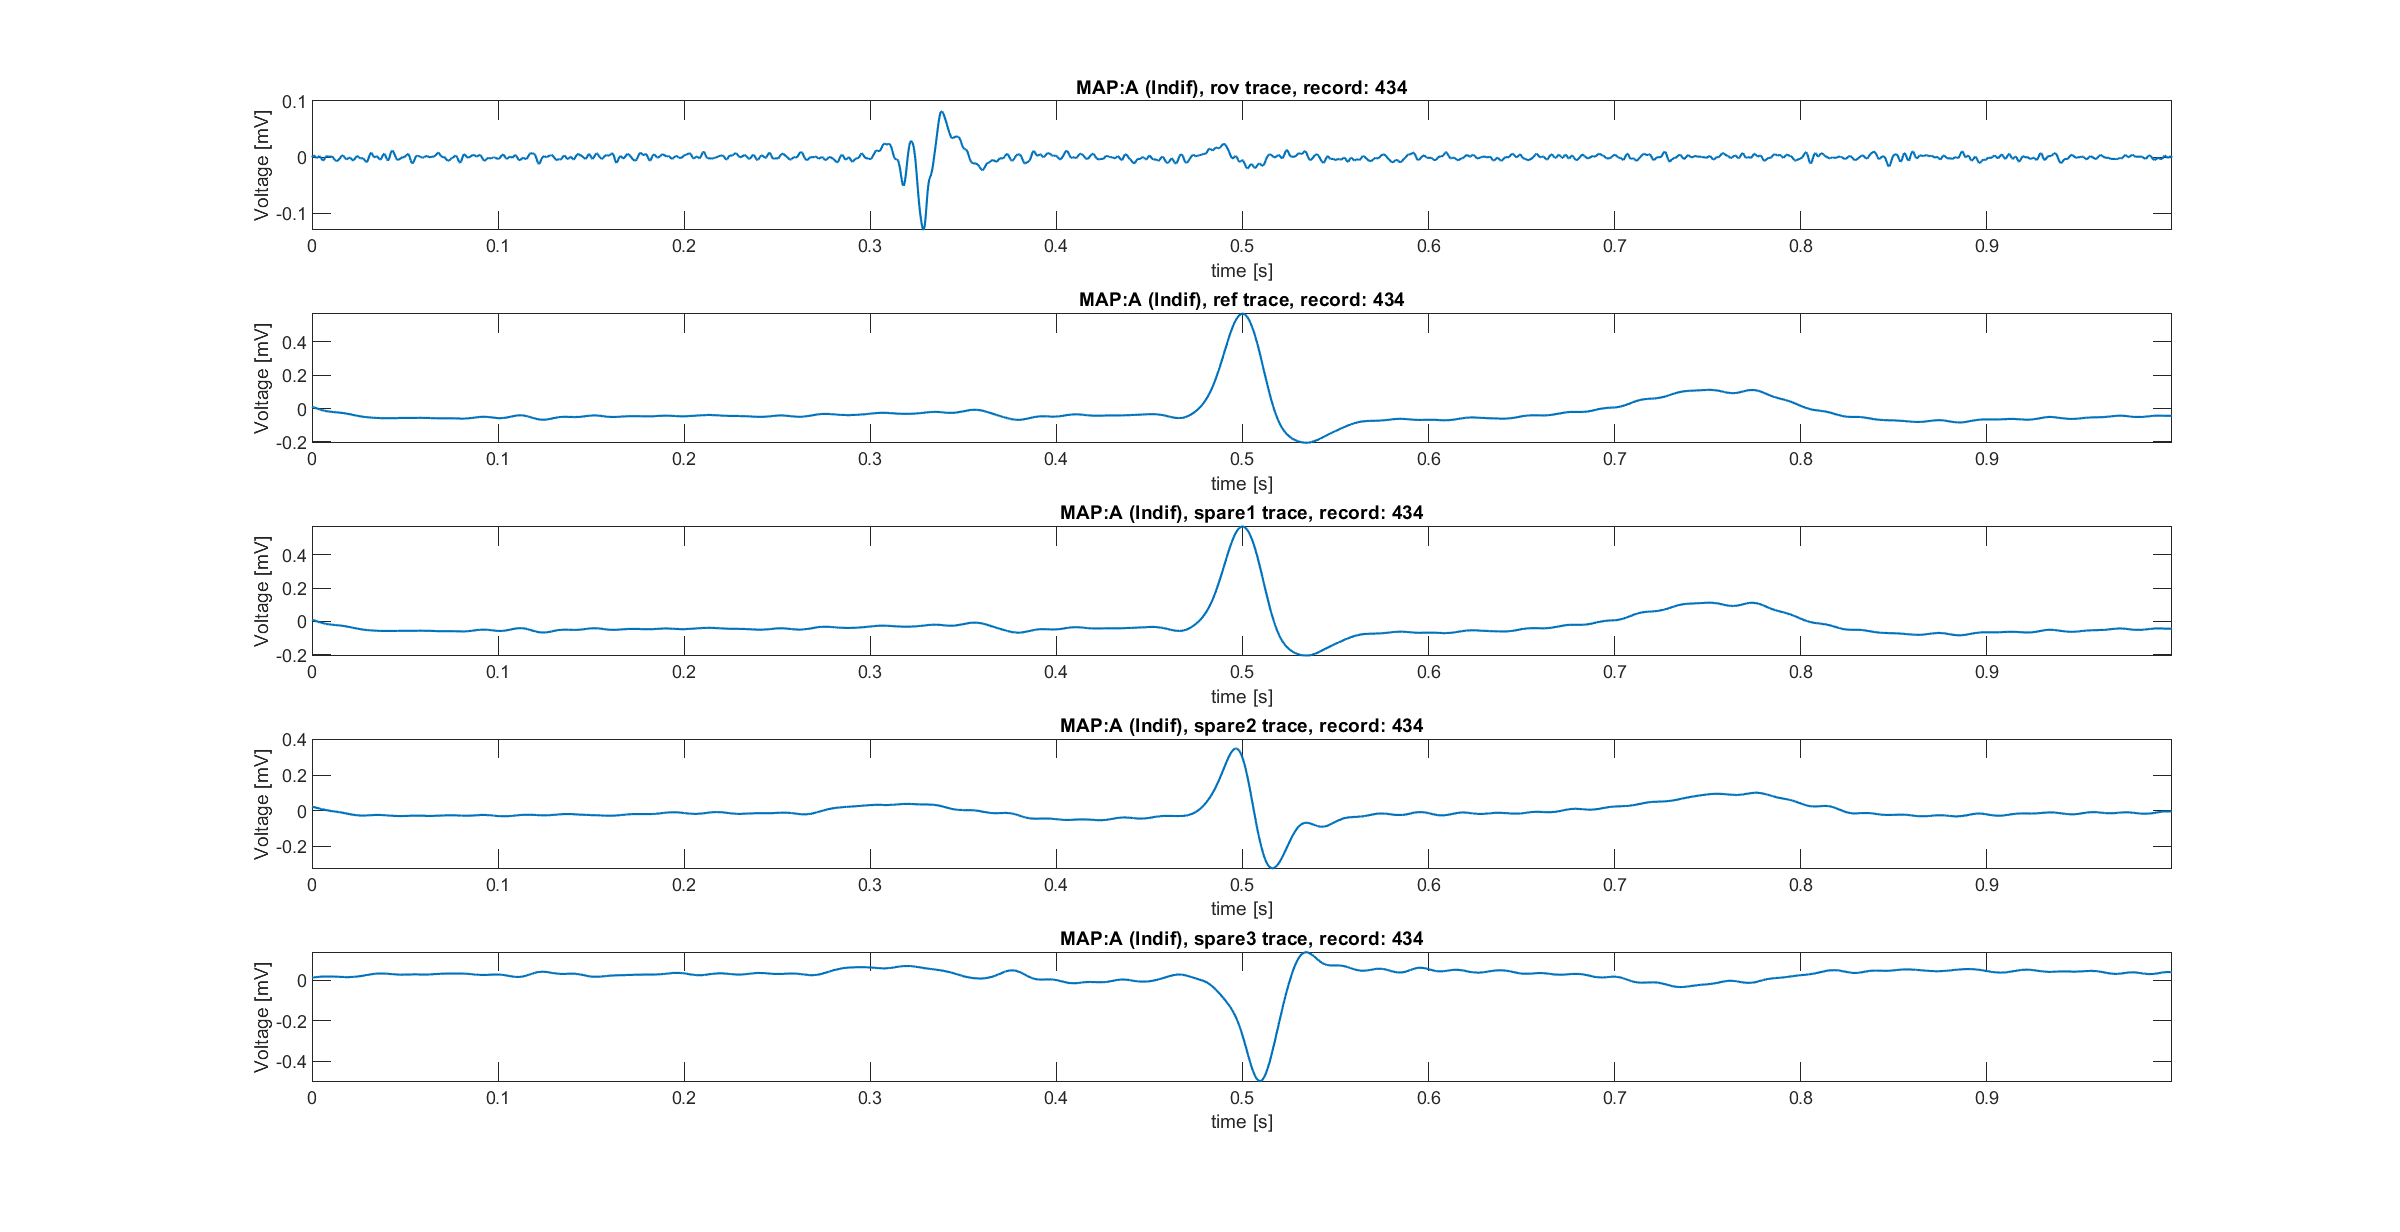 MAP:A (Indif), rov trace, record: 434
Voltage [mV]
0.1
0
-0.1
0 0.1 0.2 0.3 0.4 0.5 0.6 0.7 0.8 0.9
time [s]
MAP:A (Indif), ref trace, record: 434
Voltage [mV]
0.4
0.2
0
-0.2
0 0.1 0.2 0.3 0.4 0.5 0.6 0.7 0.8 0.9
time [s]
MAP:A (Indif), spare1 trace, record: 434
Voltage [mV]
0.4
0.2
0
-0.2
0 0.1 0.2 0.3 0.4 0.5 0.6 0.7 0.8 0.9
time [s]
MAP:A (Indif), spare2 trace, record: 434
Voltage [mV]
0.4
0.2
0
-0.2
0 0.1 0.2 0.3 0.4 0.5 0.6 0.7 0.8 0.9
time [s]
MAP:A (Indif), spare3 trace, record: 434
Voltage [mV]
0
-0.2
-0.4
0 0.1 0.2 0.3 0.4 0.5 0.6 0.7 0.8 0.9
time [s]